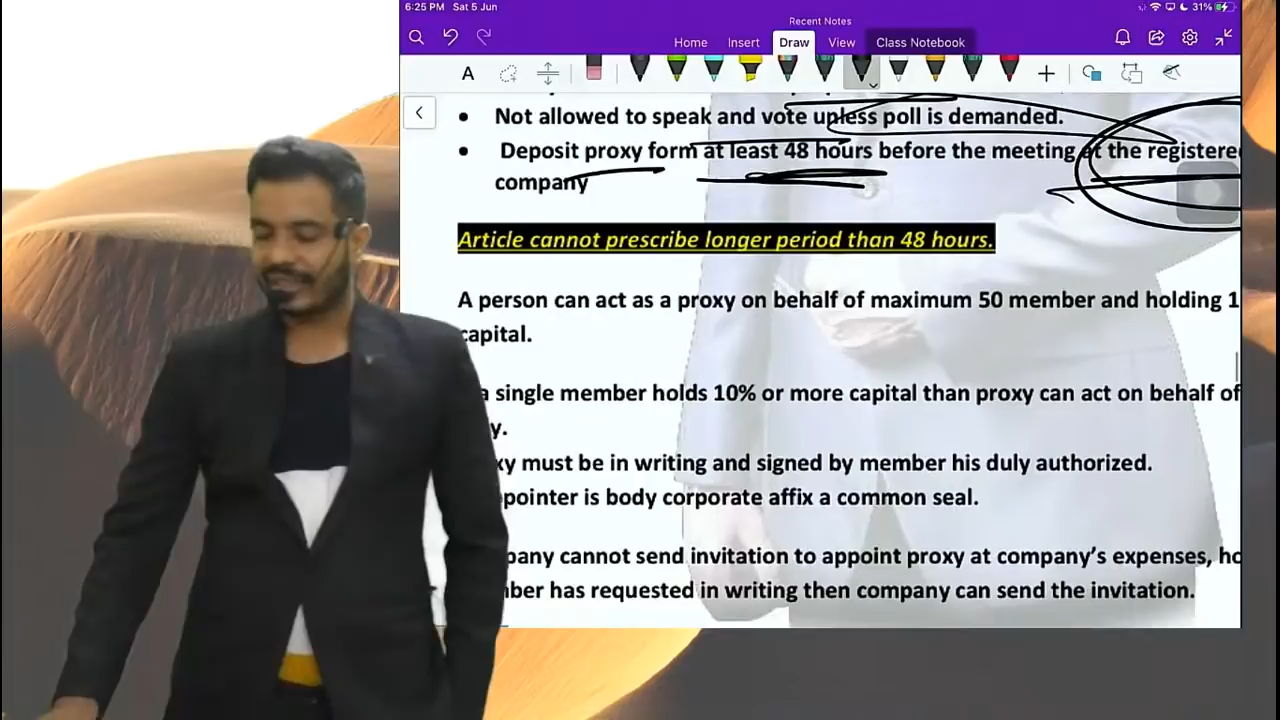 6:25 PM Sat 5 Jun
31%
Recent Notes
Home Insert Draw View Class Notebook
A
• Not allowed to speak and vote unless poll is demanded.
• Deposit proxy form at least 48 hours before the meeting at the registere
company
Article cannot prescribe longer period than 48 hours.
A person can act as a proxy on behalf of maximum 50 member and holding 1
capital.
a single member holds 10% or more capital than proxy can act on behalf of
y.
xy must be in writing and signed by member his duly authorized.
pointer is body corporate affix a common seal.
pany cannot send invitation to appoint proxy at company's expenses, ho
ber has requested in writing then company can send the invitation.